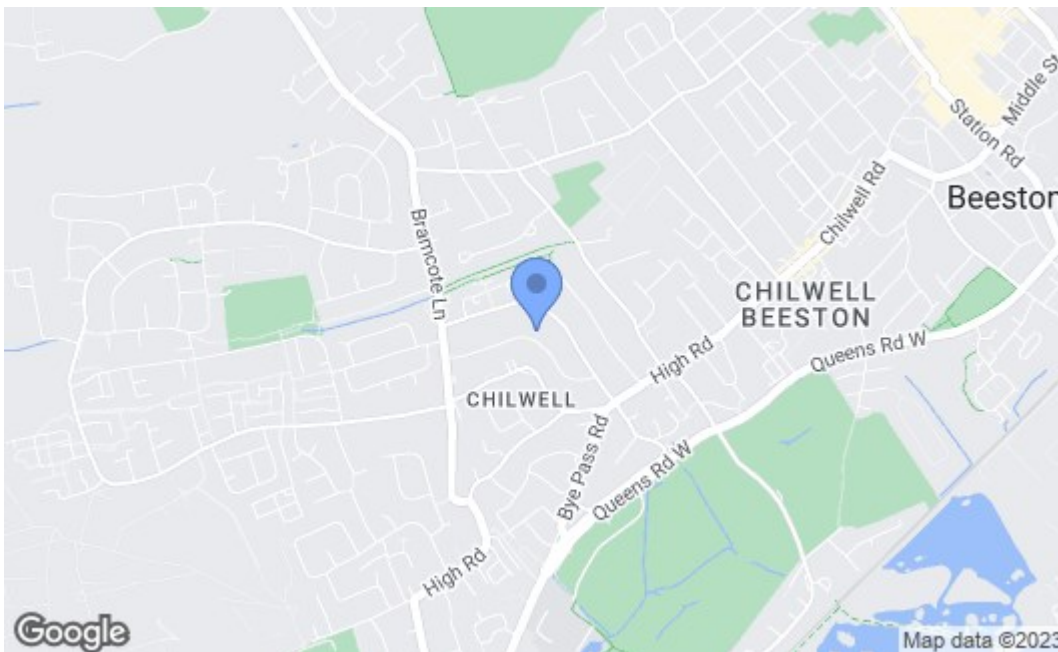 Middle St
Station Rd
Beeston
Chilwell Rd
Bramcote Ln
CHILWELL
BEESTON
Queens Rd W
High Rd
CHILWELL
Bye Pass Rd
Queens Rd W
High Rd
Google
Map data ©2023